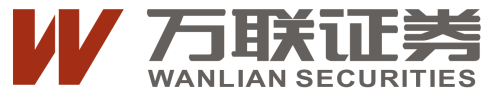 万联证券
WANLIAN SECURITIES